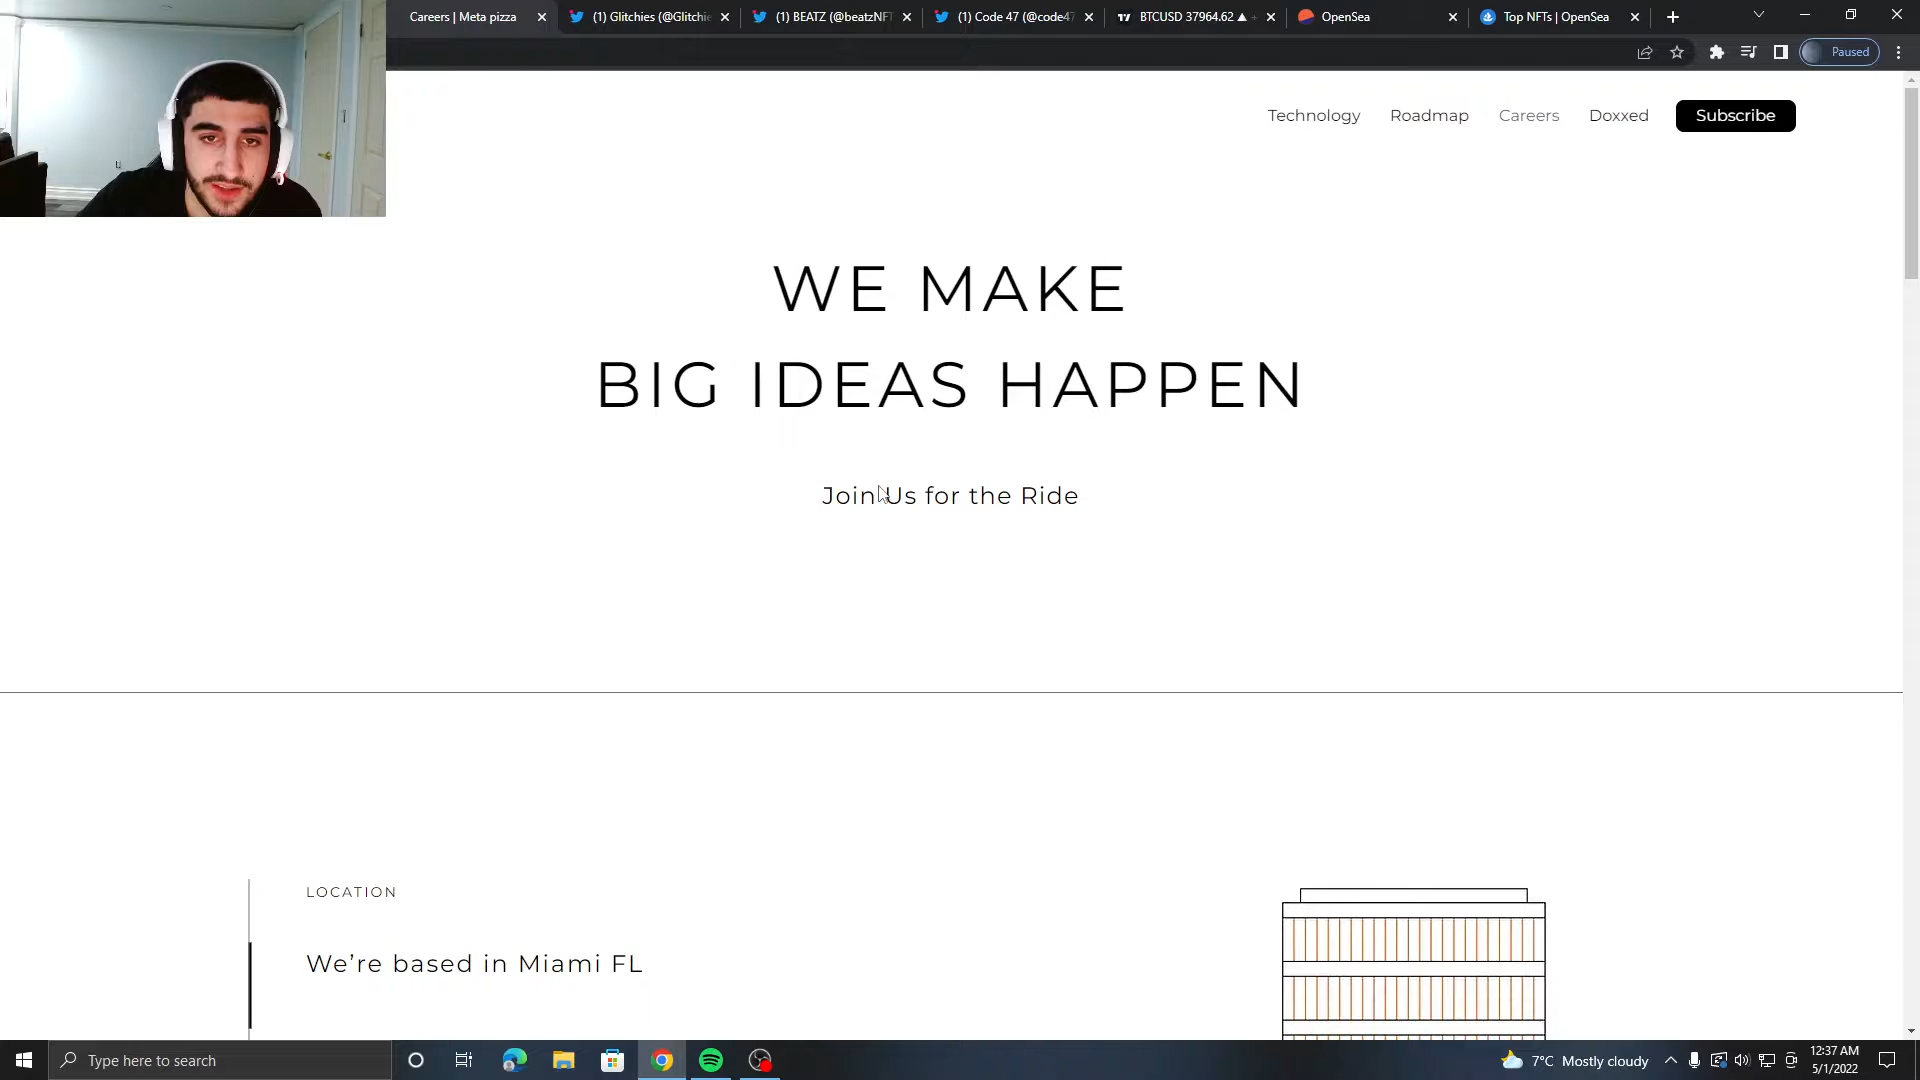 Careers | Meta pizza
(1) Glitchies (@Glitchie
(1) BEATZ (@beatzNF
(1) Code 47 (@code47
BTCUSD 37964.62 ▲
OpenSea
Top NFTs | OpenSea
Paused
Technology
Roadmap
Careers
Doxxed
Subscribe
WE MAKE
BIG IDEAS HAPPEN
Join Us for the Ride
LOCATION
We’re based in Miami FL
Type here to search
7°C Mostly cloudy
12:37 AM
5/1/2022